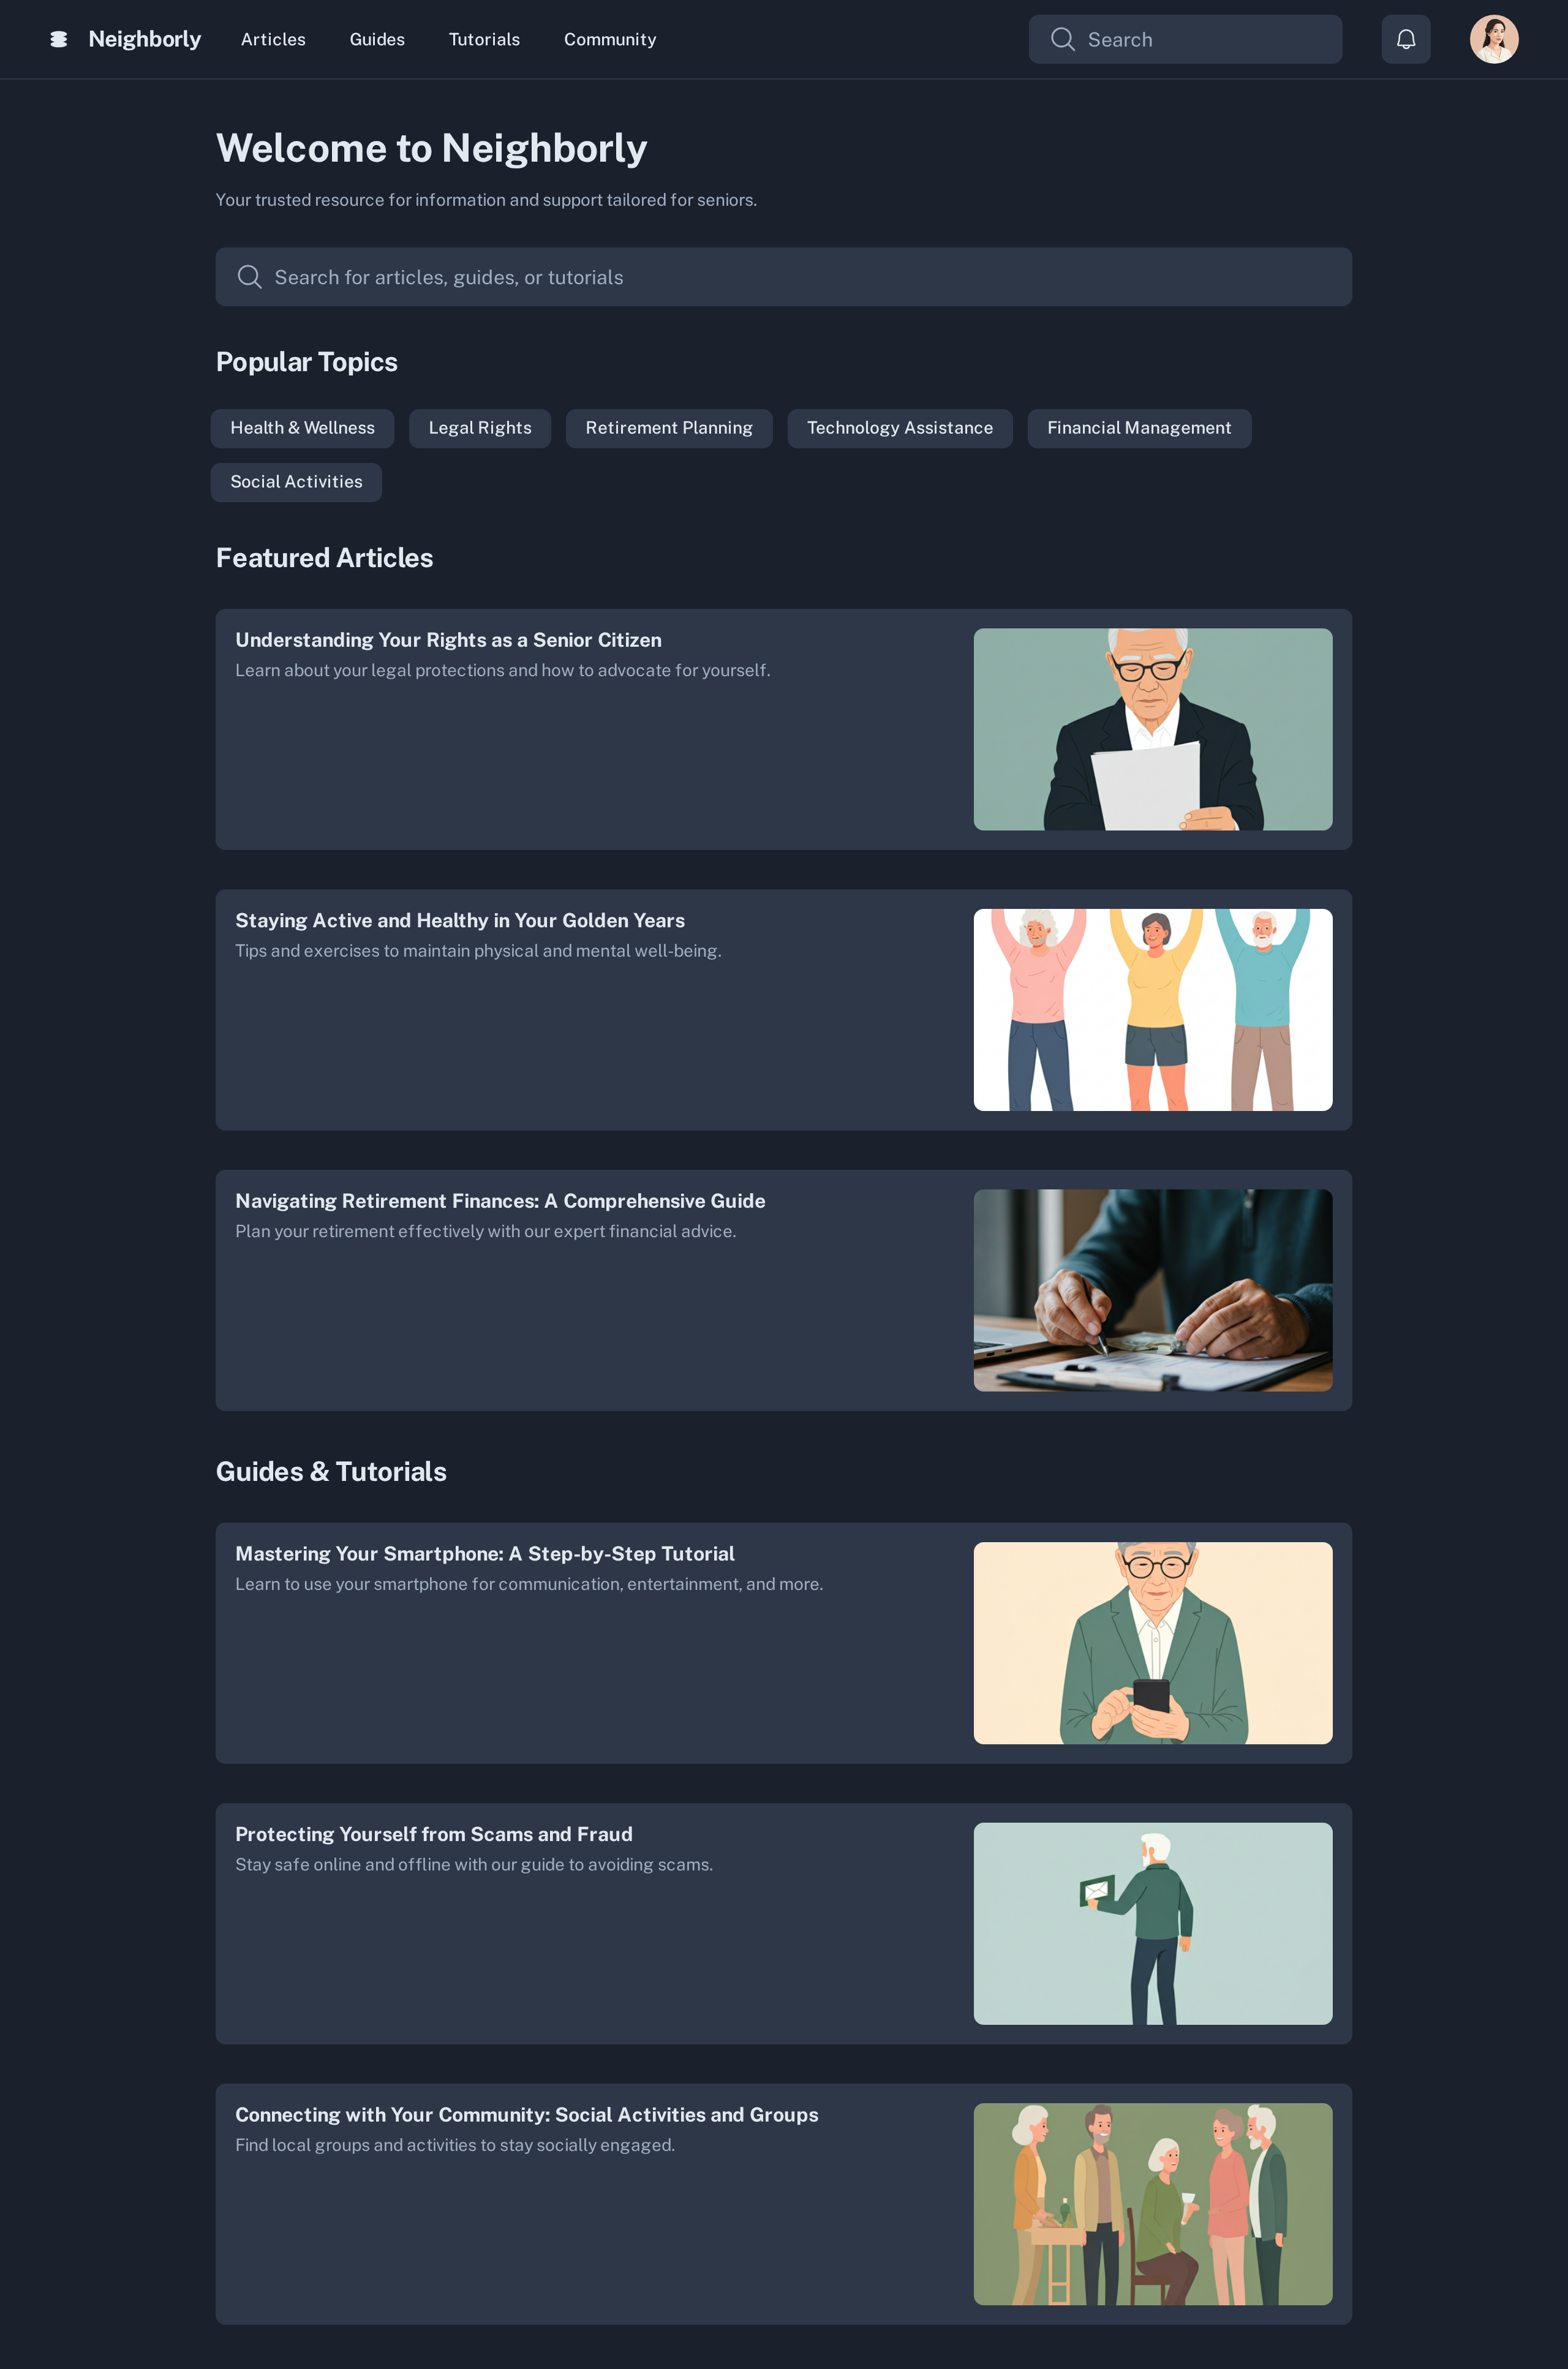 Neighborly
Articles
Guides
Tutorials
Community
Search
Welcome to Neighborly
Your trusted resource for information and support tailored for seniors.
Search for articles, guides, or tutorials
Popular Topics
Health & Wellness
Legal Rights
Retirement Planning
Technology Assistance
Financial Management
Social Activities
Featured Articles
Understanding Your Rights as a Senior Citizen
Learn about your legal protections and how to advocate for yourself.
Staying Active and Healthy in Your Golden Years
Tips and exercises to maintain physical and mental well-being.
Navigating Retirement Finances: A Comprehensive Guide
Plan your retirement effectively with our expert financial advice.
Guides & Tutorials
Mastering Your Smartphone: A Step-by-Step Tutorial
Learn to use your smartphone for communication, entertainment, and more.
Protecting Yourself from Scams and Fraud
Stay safe online and offline with our guide to avoiding scams.
Connecting with Your Community: Social Activities and Groups
Find local groups and activities to stay socially engaged.